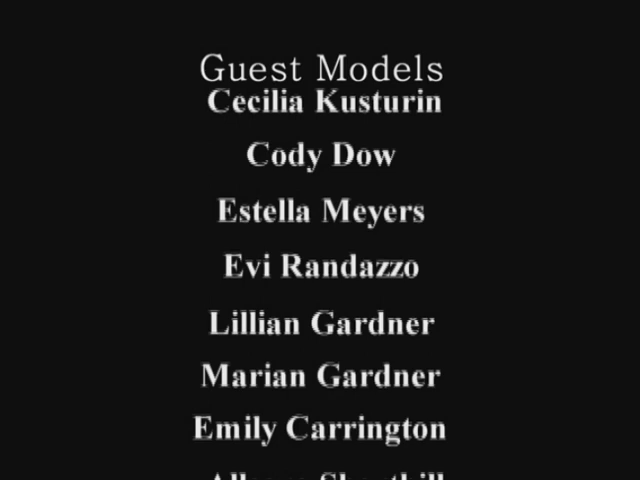 Guest Models
Cecilia Kusturin
Cody Dow
Estella Meyers
Evi Randazzo
Lillian Gardner
Marian Gardner
Emily Carrington